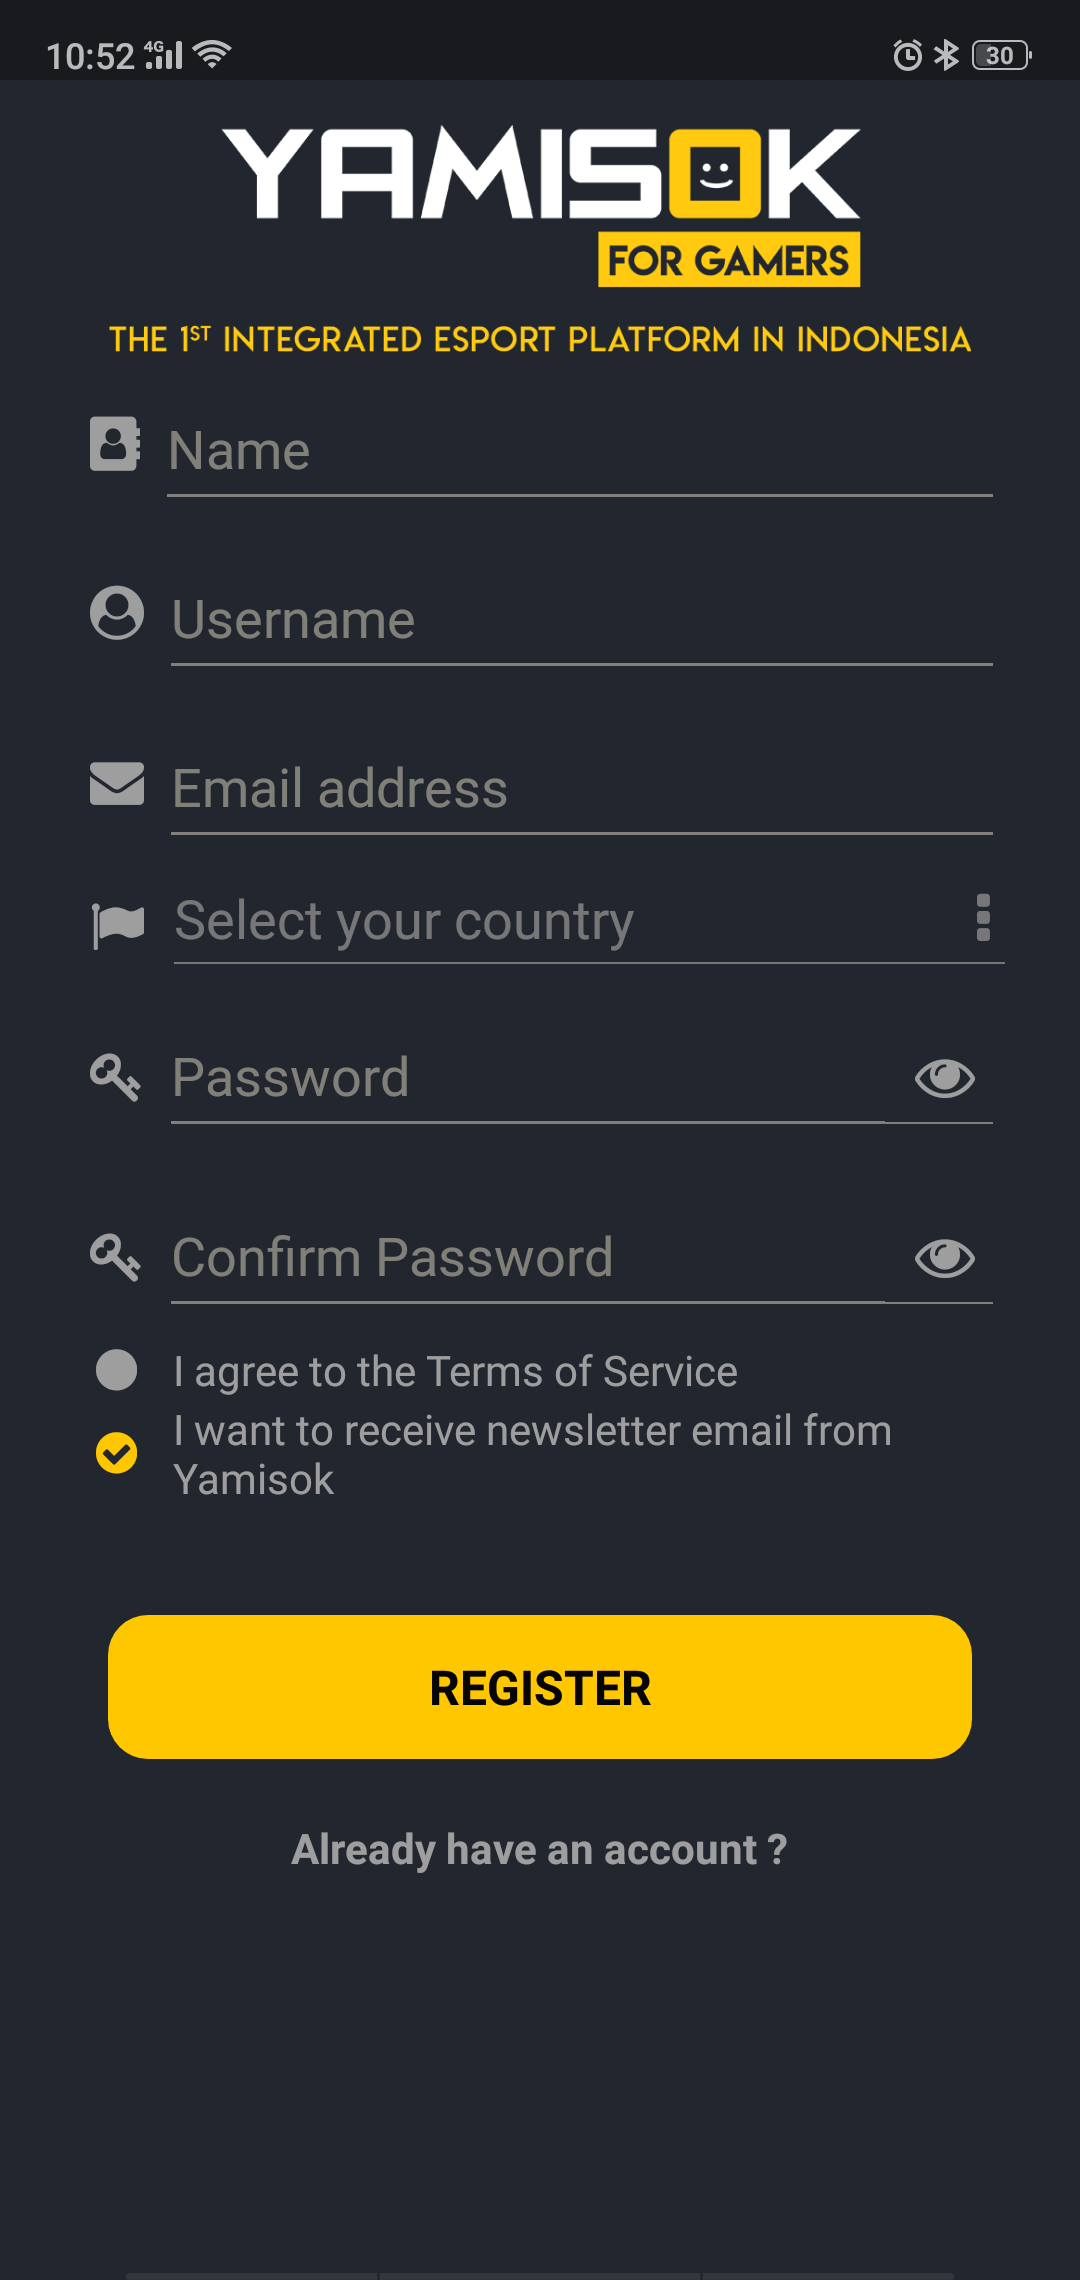 10:52 4G 30
YAMISOK
FOR GAMERS
THE 1ST INTEGRATED ESPORT PLATFORM IN INDONESIA
Name
Username
Email address
Select your country
Password
Confirm Password
I agree to the Terms of Service
I want to receive newsletter email from
Yamisok
REGISTER
Already have an account ?